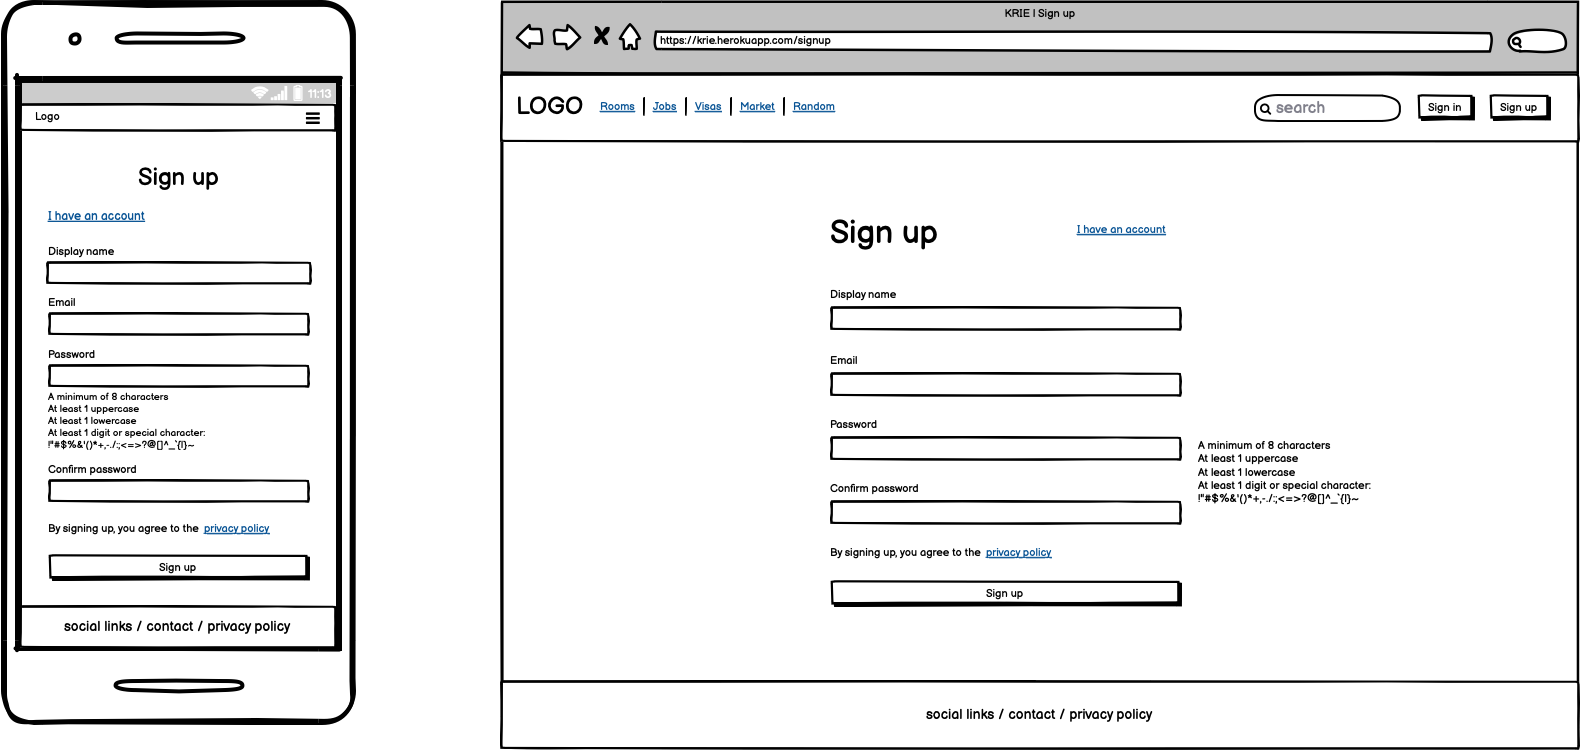 11:13
Logo
Sign up
I have an account
Display name
Email
Password
A minimum of 8 characters
At least 1 uppercase
At least 1 lowercase
At least 1 digit or special character:
!"#$%&'()*+,-./:;<=>?@[]^_`{|}~
Confirm password
By signing up, you agree to the privacy policy
Sign up
social links / contact / privacy policy
KRIE | Sign up
https://krie.herokuapp.com/signup
LOGO Rooms Jobs Visas Market Random search Sign in Sign up
Sign up I have an account
Display name
Email
Password
A minimum of 8 characters
At least 1 uppercase
At least 1 lowercase
At least 1 digit or special character:
!"#$%&'()*+,-./:;<=>?@[]^_`{|}~
Confirm password
By signing up, you agree to the privacy policy
Sign up
social links / contact / privacy policy